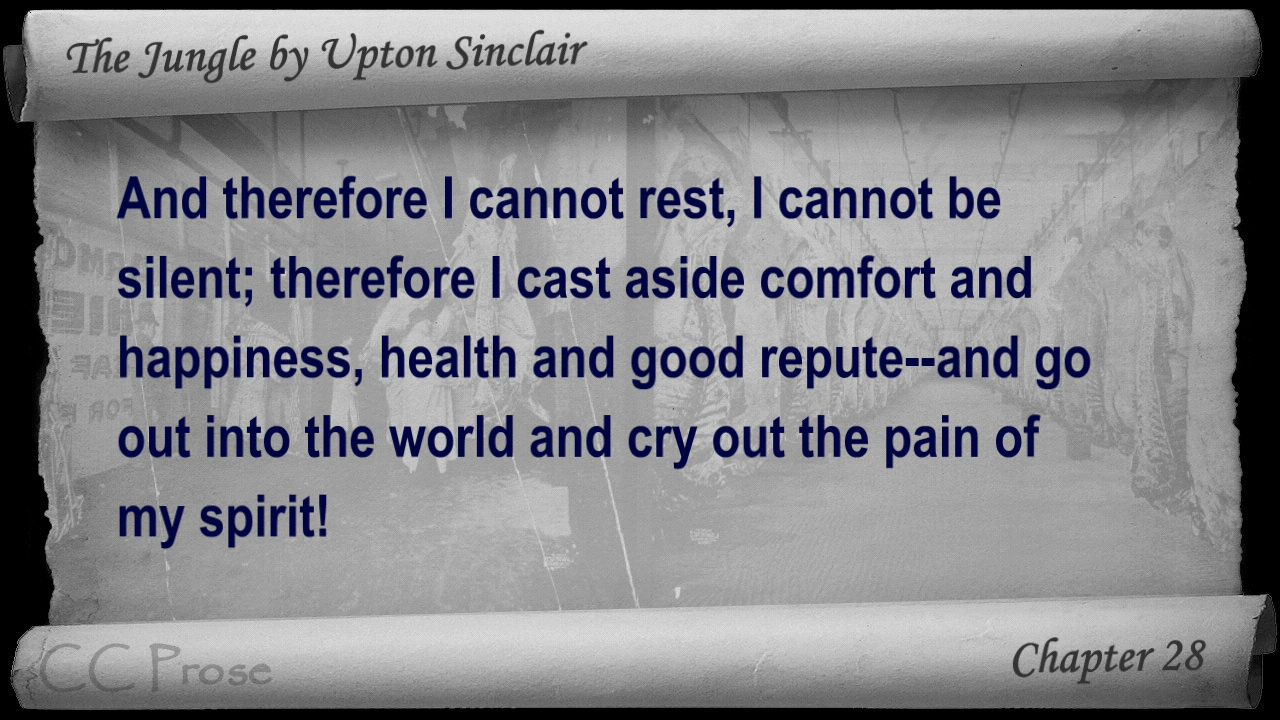 The Jungle by Upton Sinclair
And therefore I cannot rest, I cannot be
silent; therefore I cast aside comfort and
happiness, health and good repute--and go
out into the world and cry out the pain of
my spirit!
CC Prose
Chapter 28